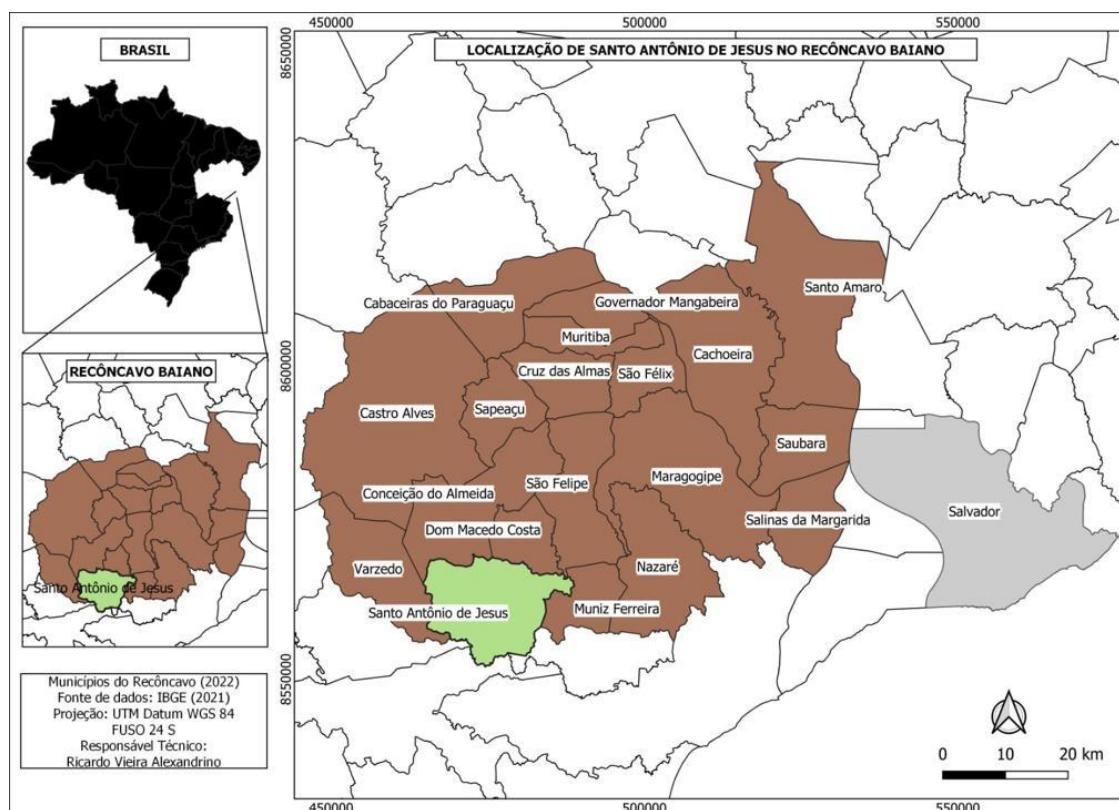 BRASIL
RECÔNCAVO BAIANO
Santo Antônio de Jesus
Municípios do Recôncavo (2022)
Fonte de dados: IBGE (2021)
Projeção: UTM Datum WGS 84
FUSO 24 S
Responsável Técnico:
Ricardo Vieira Alexandrino
450000 500000 550000
LOCALIZAÇÃO DE SANTO ANTÔNIO DE JESUS NO RECÔNCAVO BAIANO
8650000
8600000
8550000
Santo Amaro
Cabaceiras do Paraguaçu
Governador Mangabeira
Muritiba
Cachoeira
Cruz das Almas
São Félix
Castro Alves
Sapeaçu
Saubara
Maragogipe
São Felipe
Conceição do Almeida
Salvador
Salinas da Margarida
Dom Macedo Costa
Varzedo
Nazaré
Santo Antônio de Jesus
Muniz Ferreira
0 10 20 km
450000 500000 550000